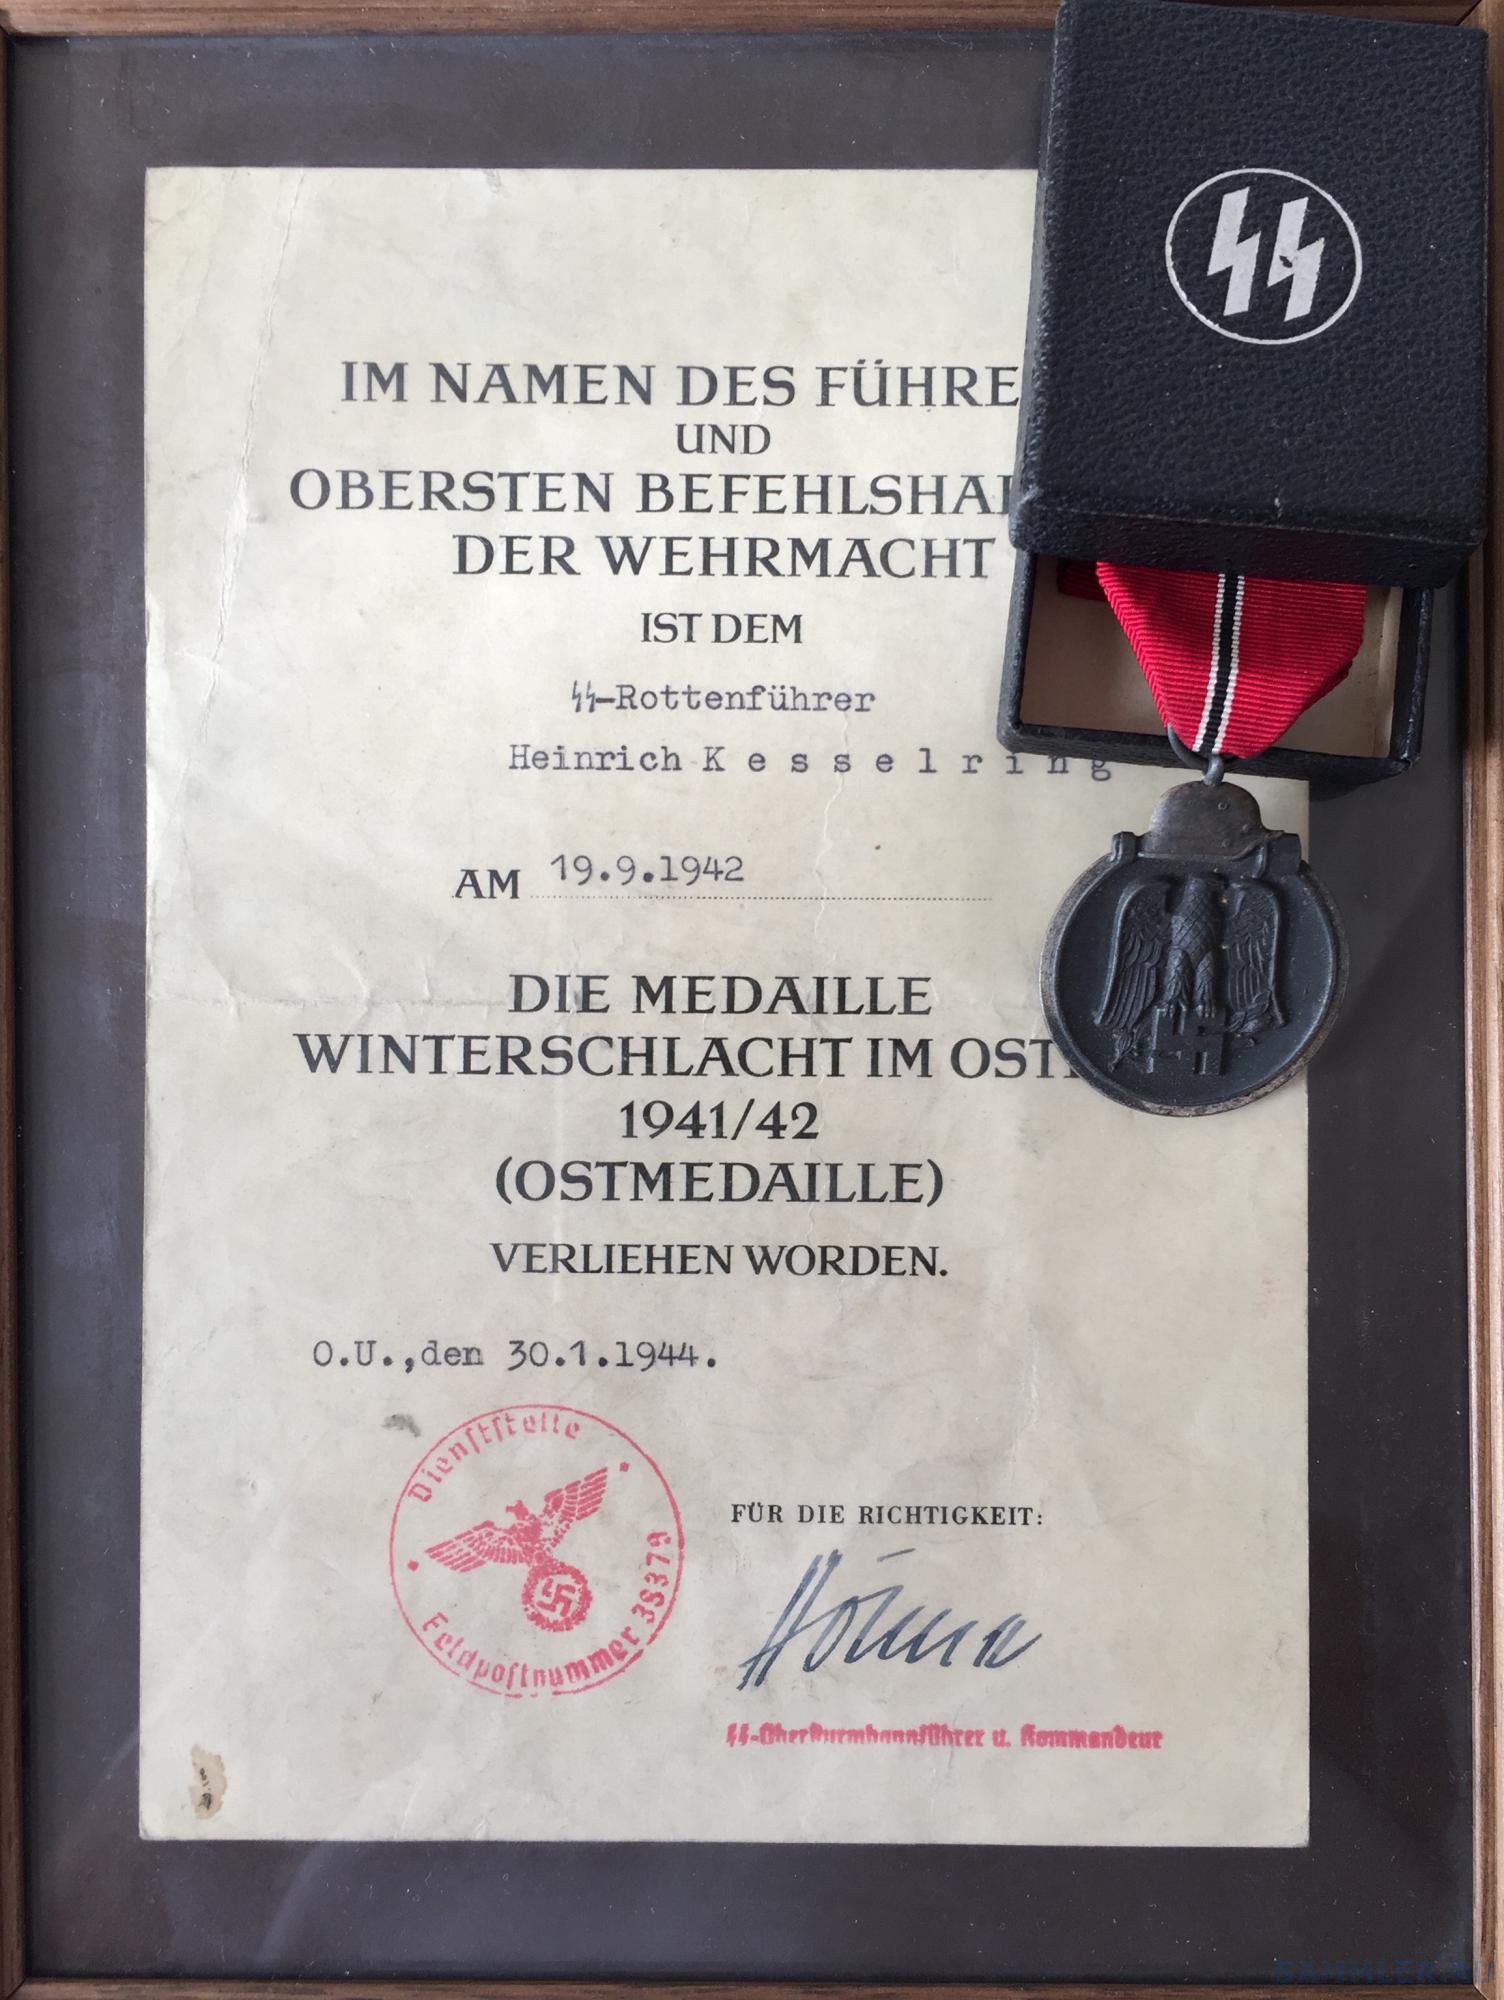 IM NAMEN DES FÜHRE
UND
OBERSTEN BEFEHLSHA
DER WEHRMACHT
IST DEM
ᛋᛋ-Rottenführer
Heinrich K e s s e l r i n g
AM 19.9.1942
DIE MEDAILLE
WINTERSCHLACHT IM OST
1941/42
(OSTMEDAILLE)
VERLIEHEN WORDEN.
O.U.,den 30.1.1944.
Dienststelle
Feldpostnummer 38379
FÜR DIE RICHTIGKEIT:
ᛋᛋ-Obersturmbannführer u. Kommandeur
ᛋᛋ